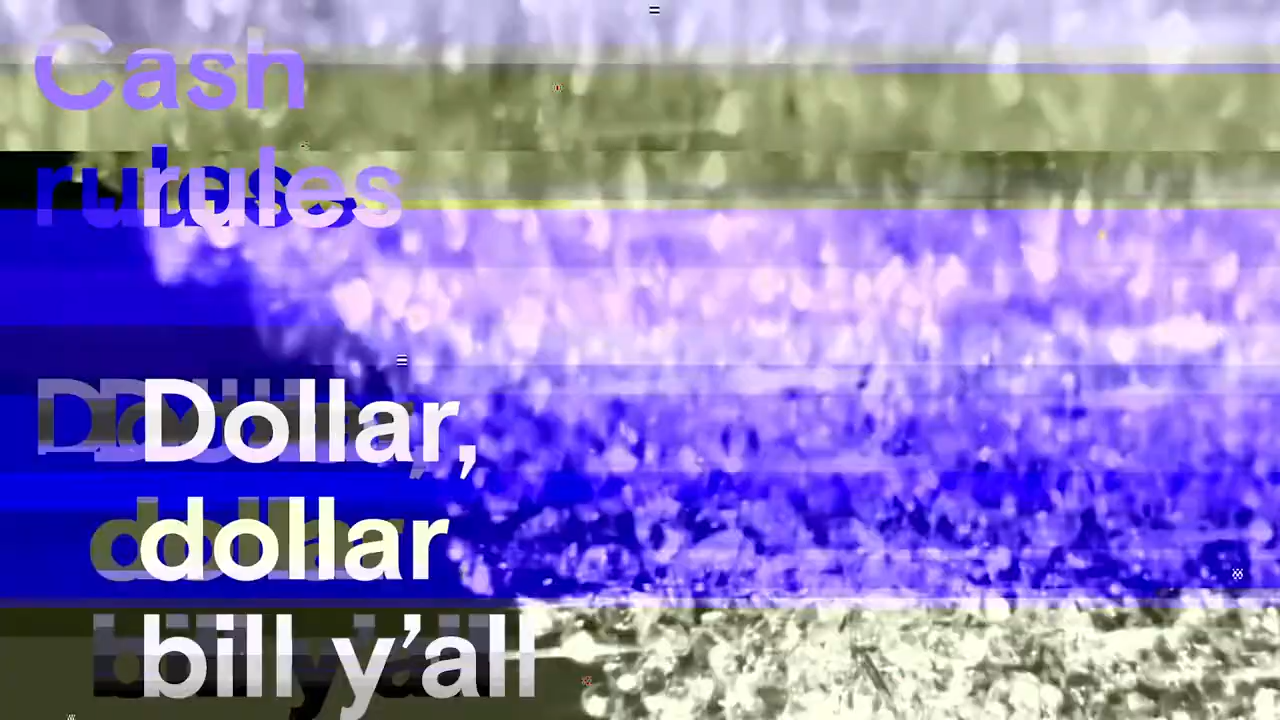 Cash
rules
Dollar,
dollar
bill y’all